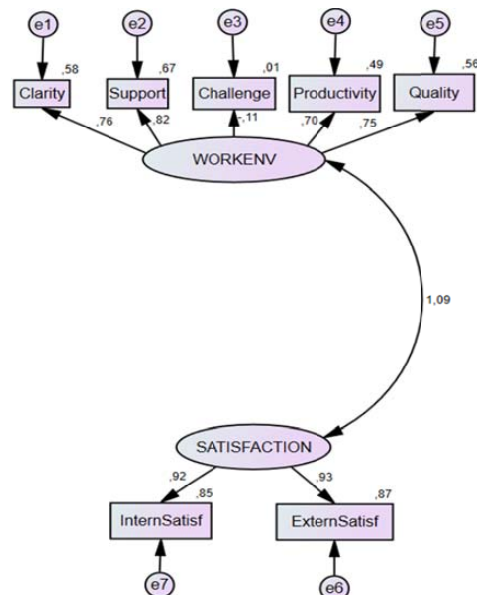 e1 e2 e3 e4 e5
,58 ,67 ,01 ,49 ,56
Clarity Support Challenge Productivity Quality
,76 ,82 -,11 ,70 ,75
WORKENV
1,09
SATISFACTION
,92 ,93
,85 ,87
InternSatisf ExternSatisf
e7 e6